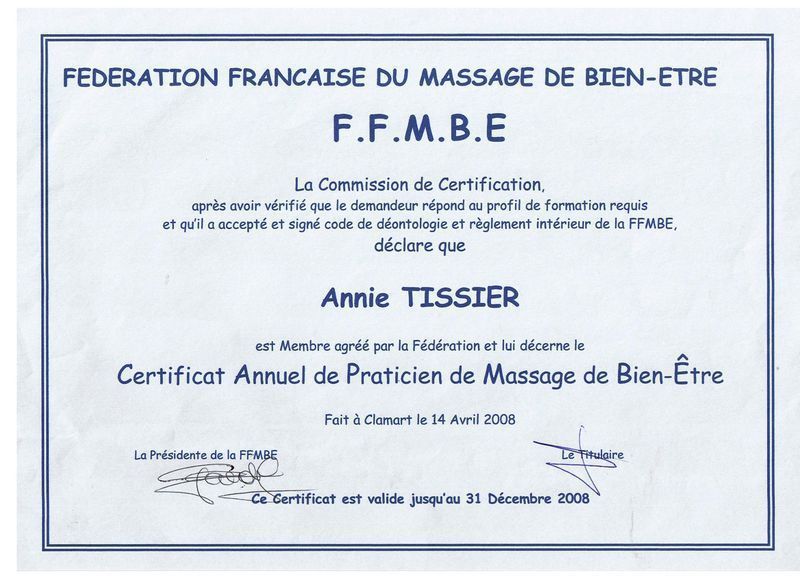 FEDERATION FRANCAISE DU MASSAGE DE BIEN-ETRE
F.F.M.B.E
La Commission de Certification,
après avoir vérifié que le demandeur répond au profil de formation requis
et qu'il a accepté et signé code de déontologie et règlement intérieur de la FFMBE,
déclare que
Annie TISSIER
est Membre agréé par la Fédération et lui décerne le
Certificat Annuel de Praticien de Massage de Bien-Être
Fait à Clamart le 14 Avril 2008
La Présidente de la FFMBE
Le Titulaire
Ce Certificat est valide jusqu'au 31 Décembre 2008